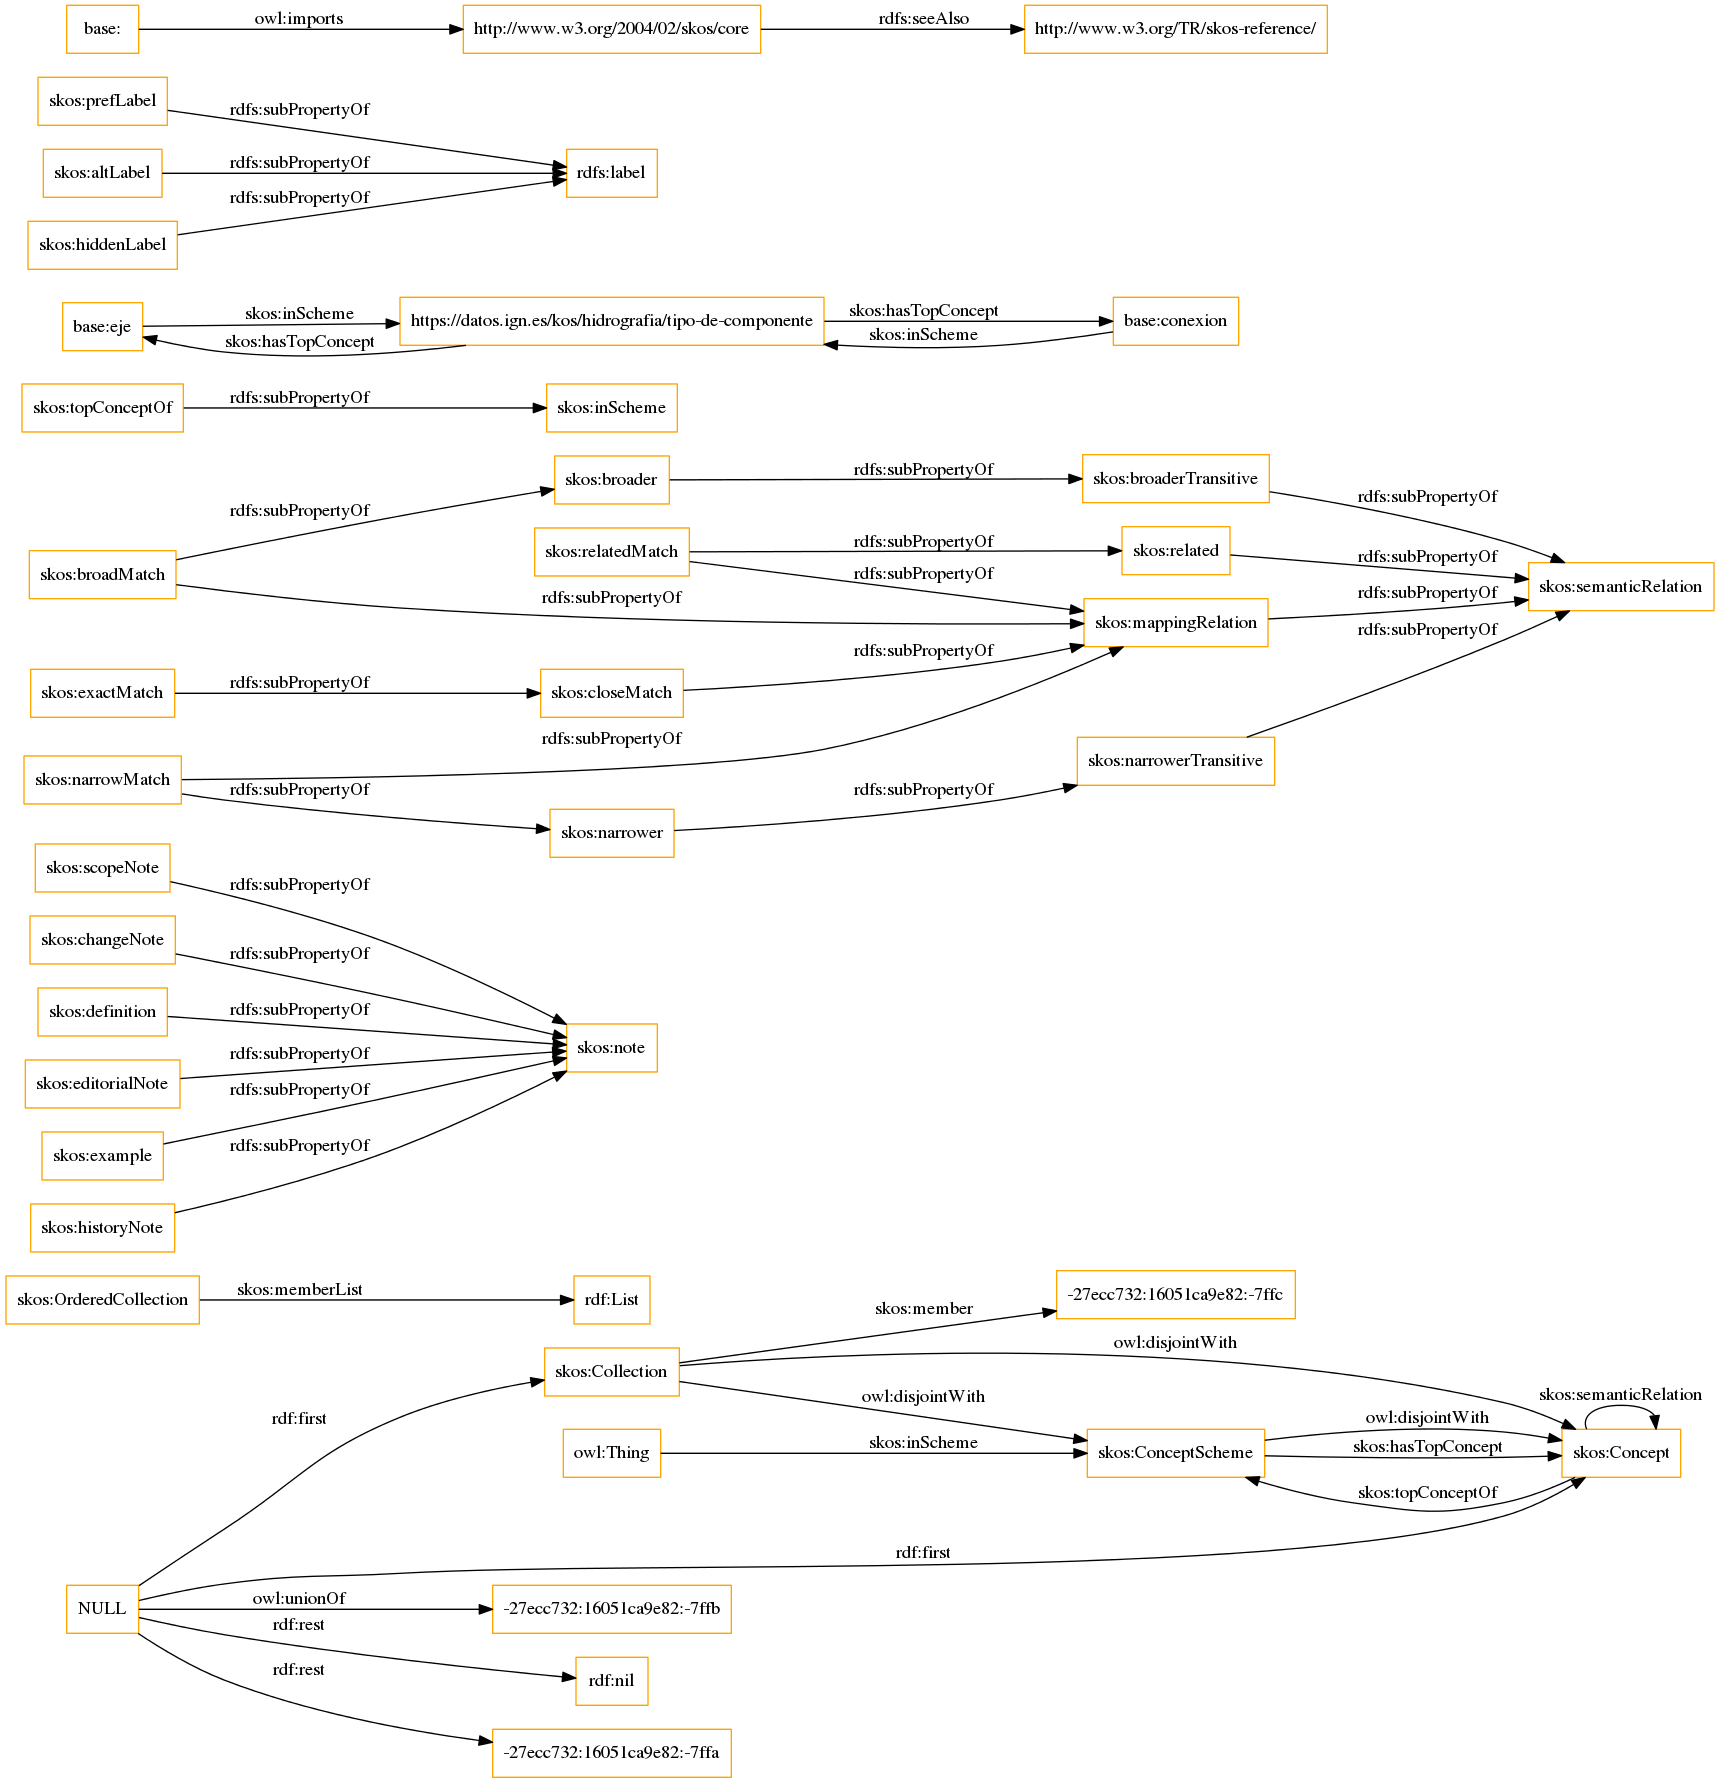 base:
owl:imports
http://www.w3.org/2004/02/skos/core
rdfs:seeAlso
http://www.w3.org/TR/skos-reference/
skos:prefLabel
rdfs:subPropertyOf
skos:altLabel
rdfs:subPropertyOf
rdfs:label
rdfs:subPropertyOf
skos:hiddenLabel
base:eje
skos:inScheme
skos:hasTopConcept
https://datos.ign.es/kos/hidrografia/tipo-de-componente
skos:hasTopConcept
skos:inScheme
base:conexion
skos:topConceptOf
rdfs:subPropertyOf
skos:inScheme
skos:broader
rdfs:subPropertyOf
skos:broaderTransitive
rdfs:subPropertyOf
rdfs:subPropertyOf
skos:broadMatch
rdfs:subPropertyOf
skos:relatedMatch
rdfs:subPropertyOf
skos:related
rdfs:subPropertyOf
rdfs:subPropertyOf
skos:mappingRelation
rdfs:subPropertyOf
skos:semanticRelation
rdfs:subPropertyOf
skos:exactMatch
rdfs:subPropertyOf
skos:closeMatch
rdfs:subPropertyOf
skos:narrowMatch
rdfs:subPropertyOf
rdfs:subPropertyOf
skos:narrower
rdfs:subPropertyOf
skos:narrowerTransitive
skos:scopeNote
rdfs:subPropertyOf
skos:changeNote
rdfs:subPropertyOf
skos:definition
rdfs:subPropertyOf
skos:note
skos:editorialNote
rdfs:subPropertyOf
skos:example
rdfs:subPropertyOf
skos:historyNote
rdfs:subPropertyOf
skos:OrderedCollection
skos:memberList
rdf:List
skos:Collection
skos:member
-27ecc732:16051ca9e82:-7ffc
owl:disjointWith
owl:disjointWith
owl:Thing
skos:inScheme
skos:ConceptScheme
owl:disjointWith
skos:hasTopConcept
skos:topConceptOf
skos:semanticRelation
skos:Concept
rdf:first
rdf:first
NULL
owl:unionOf
-27ecc732:16051ca9e82:-7ffb
rdf:rest
rdf:nil
rdf:rest
-27ecc732:16051ca9e82:-7ffa